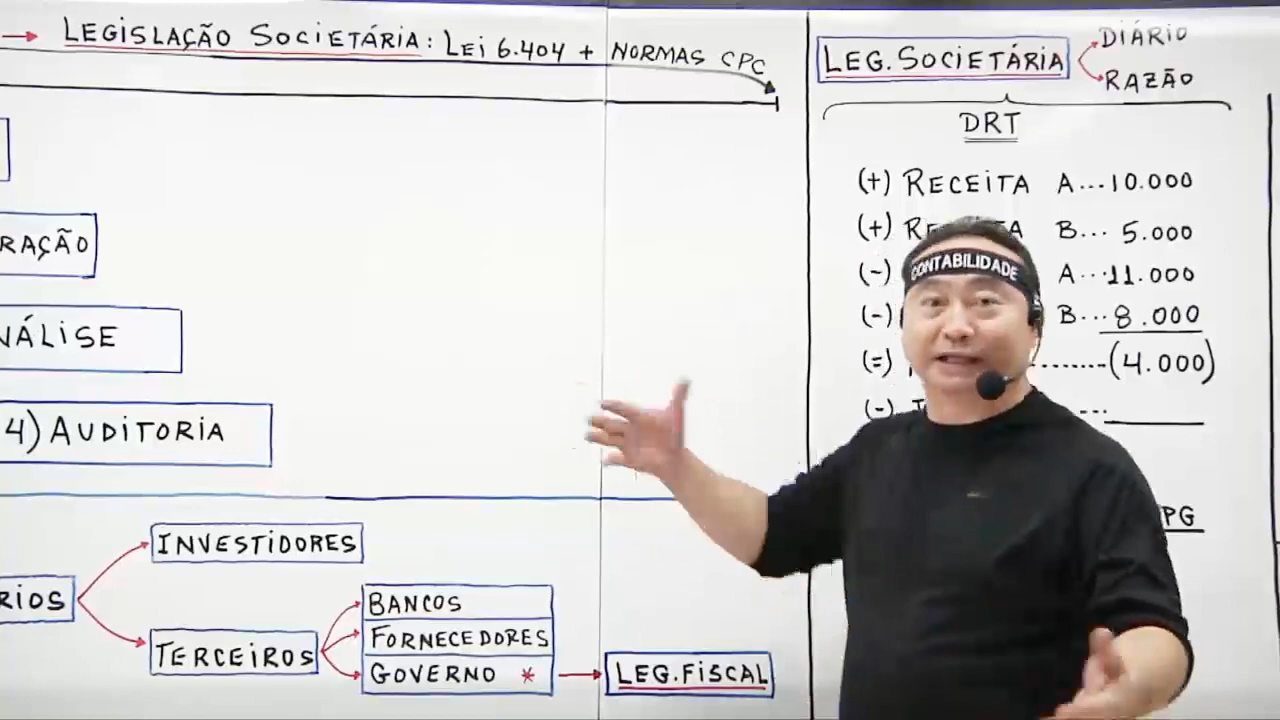 LEGISLAÇÃO SOCIETÁRIA: LEI 6.404 + NORMAS CPC
RAÇÃO
NÁLISE
4) AUDITORIA
RIOS
INVESTIDORES
TERCEIROS
BANCOS
FORNECEDORES
GOVERNO *
LEG.FISCAL
LEG.SOCIETÁRIA
DIÁRIO
RAZÃO
DRT
(+) RECEITA A...10.000
(+) RE A B... 5.000
(-) A...11.000
(-) B...8.000
(=) .......(4.000)
(-) ...
PG
CONTABILIDADE